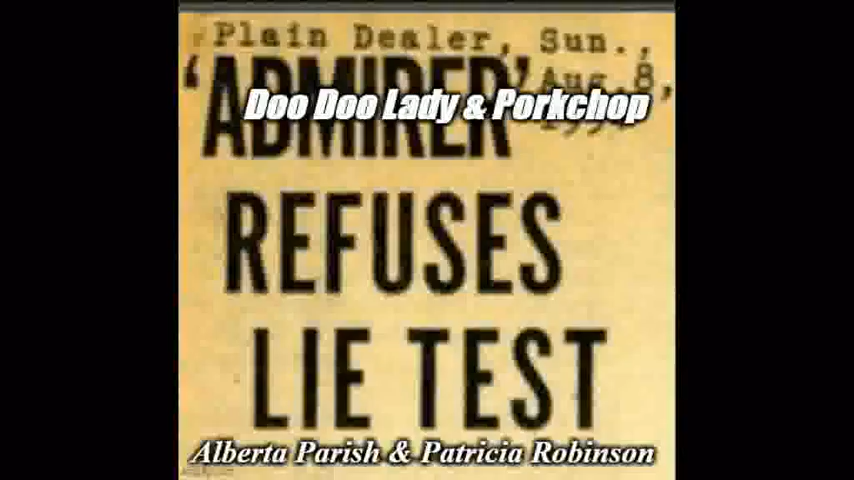 Plain Dealer, Sun.,
Aug. 8,
'ADMIRER'
Doo Doo Lady & Porkchop
REFUSES
LIE TEST
Alberta Parish & Patricia Robinson